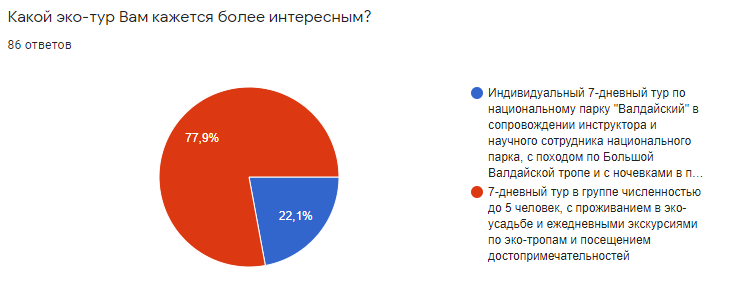 Какой эко-тур Вам кажется более интересным?
86 ответов
77,9%
22,1%
Индивидуальный 7-дневный тур по
национальному парку "Валдайский" в
сопровождении инструктора и
научного сотрудника национального
парка, с походом по Большой
Валдайской тропе и с ночевками в п…
7-дневный тур в группе численностью
до 5 человек, с проживанием в эко-
усадьбе и ежедневными экскурсиями
по эко-тропам и посещением
достопримечательностей